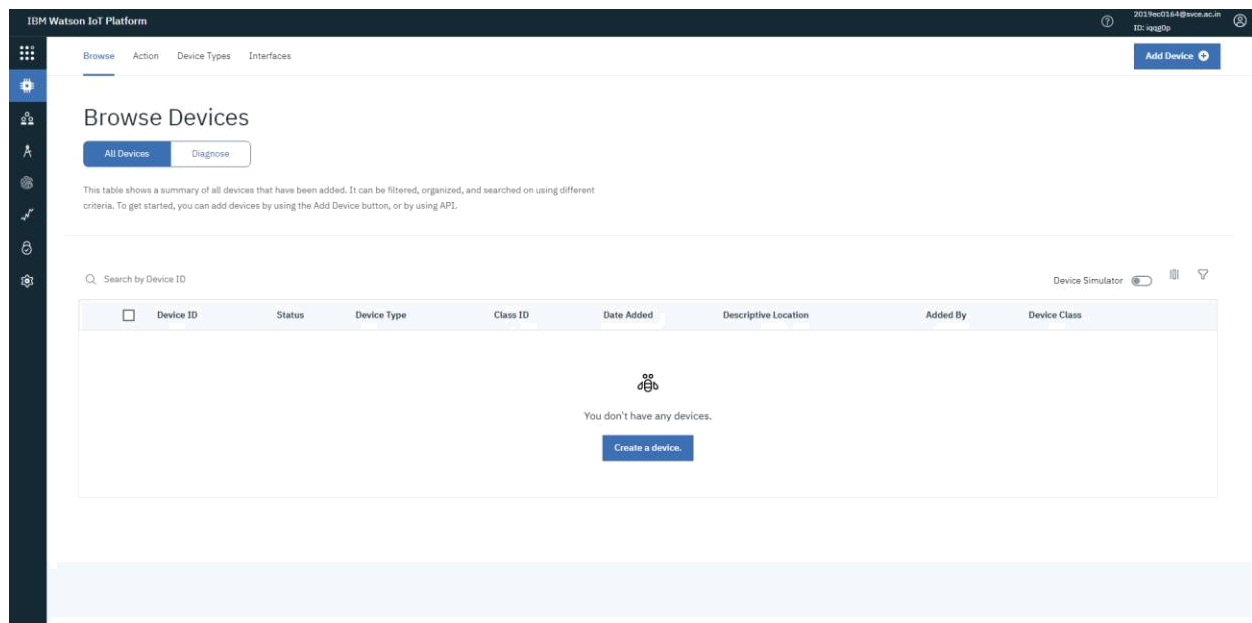 IBM Watson IoT Platform
2019ec0164@svce.ac.in
ID: iqqg0p
Browse Action Device Types Interfaces
Add Device
Browse Devices
All Devices Diagnose
This table shows a summary of all devices that have been added. It can be filtered, organized, and searched on using different
criteria. To get started, you can add devices by using the Add Device button, or by using API.
Search by Device ID
Device Simulator
Device ID Status Device Type Class ID Date Added Descriptive Location Added By Device Class
You don't have any devices.
Create a device.